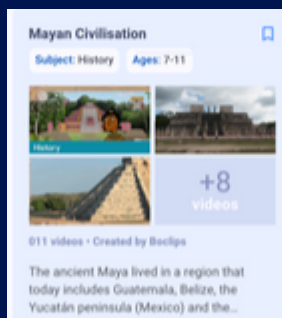 Mayan Civilisation
Subject: History Ages: 7-11
History
+8
videos
011 videos • Created by Boclips
The ancient Maya lived in a region that
today includes Guatemala, Belize, the
Yucatán peninsula (Mexico) and the...